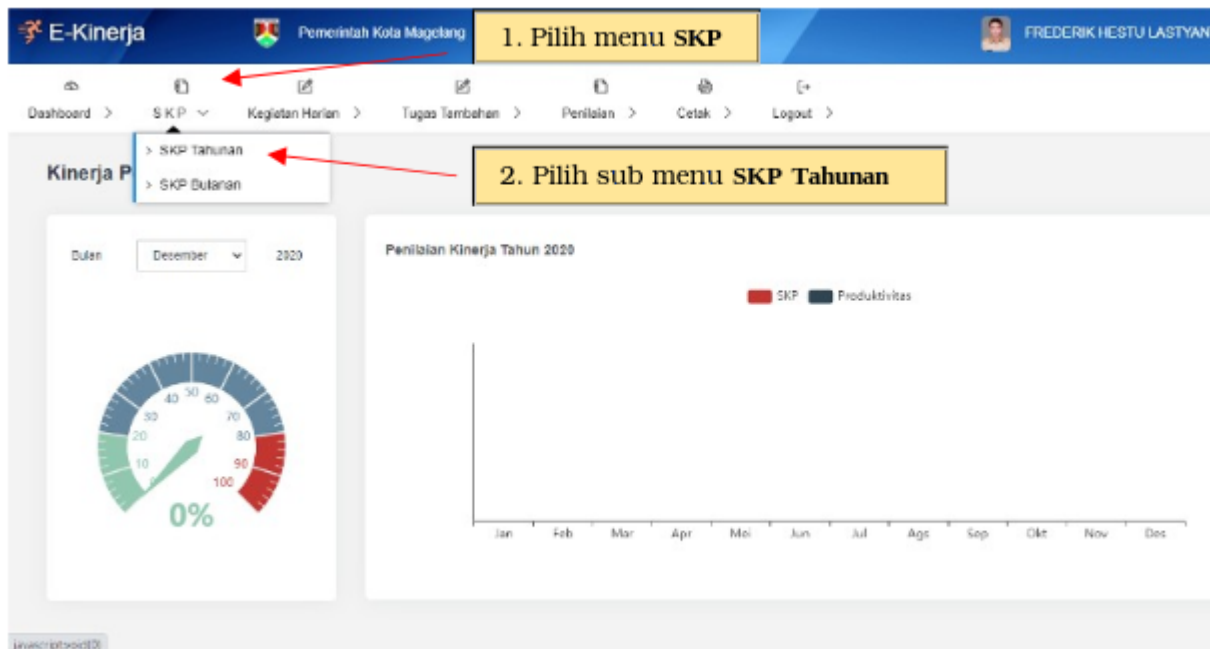 E-Kinerja
Pemerintah Kota Magelang
1. Pilih menu SKP
FREDERIK HESTU LASTYAN
Dashboard >
S K P
Kegiatan Harian >
Tugas Tambahan >
Penilaian >
Cetak >
Logout >
> SKP Tahunan
> SKP Bulanan
2. Pilih sub menu SKP Tahunan
Kinerja P
Bulan
Desember
2020
Penilaian Kinerja Tahun 2020
SKP
Produktivitas
0
10
20
30
40
50
60
70
80
90
100
0%
Jan Feb Mar Apr Mei Jun Jul Ags Sep Okt Nov Des
javascript:void(0)